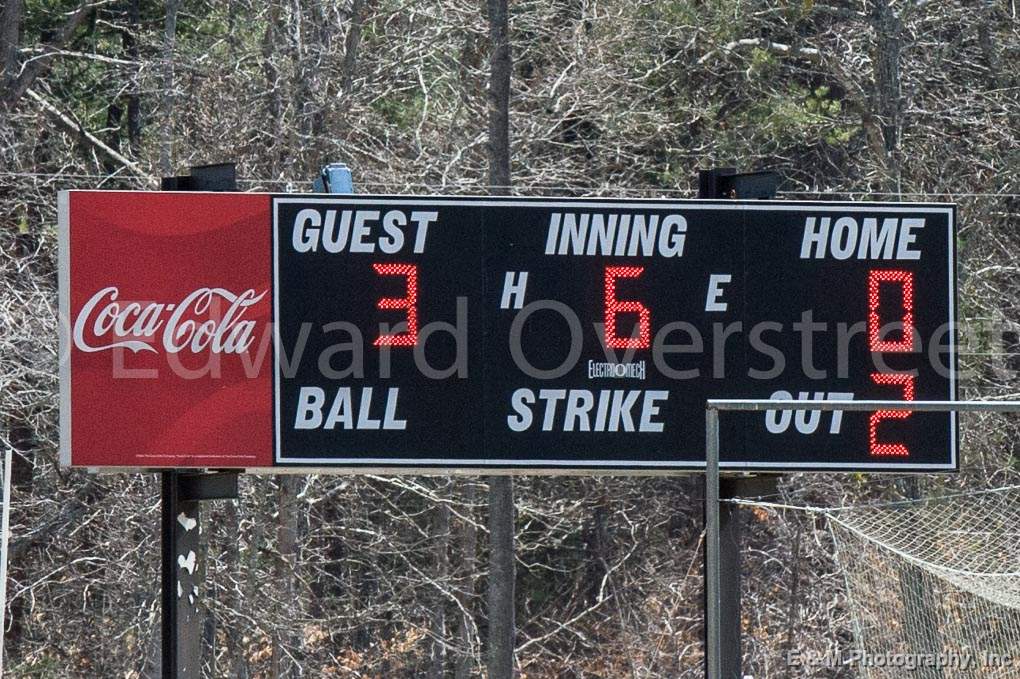 GUEST INNING HOME
3 H 6 E 0
Coca-Cola
© Edward Overstreet
ELECTRO-MECH
2
BALL STRIKE OUT
E & M Photography, Inc